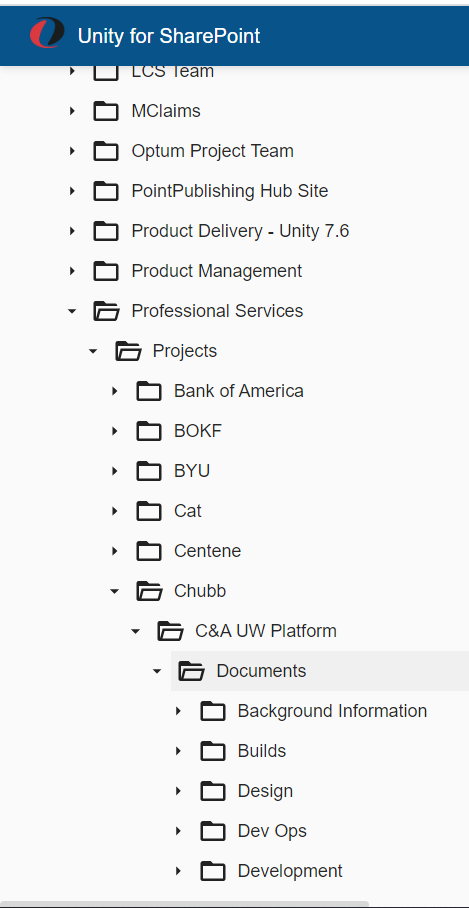 Unity for SharePoint
LCS Team
MClaims
Optum Project Team
PointPublishing Hub Site
Product Delivery - Unity 7.6
Product Management
Professional Services
Projects
Bank of America
BOKF
BYU
Cat
Centene
Chubb
C&A UW Platform
Documents
Background Information
Builds
Design
Dev Ops
Development